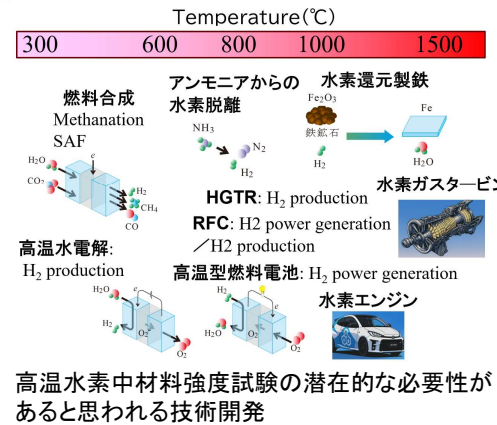 Temperature(℃)
300 600 800 1000 1500
燃料合成
Methanation
SAF
H₂O
e
CO₂
H₂
CH₄
CO
アンモニアからの
水素脱離
NH₃
N₂
H₂
水素還元製鉄
Fe₂O₃
鉄鉱石
H₂
Fe
H₂O
HGTR: H₂ production
RFC: H2 power generation
／H2 production
水素ガスタービン
高温水電解:
H₂ production
H₂O
e
H₂
O₂
O₂
高温型燃料電池: H₂ power generation
H₂
e
H₂O
O₂
O₂
水素エンジン
高温水素中材料強度試験の潜在的な必要性が
あると思われる技術開発